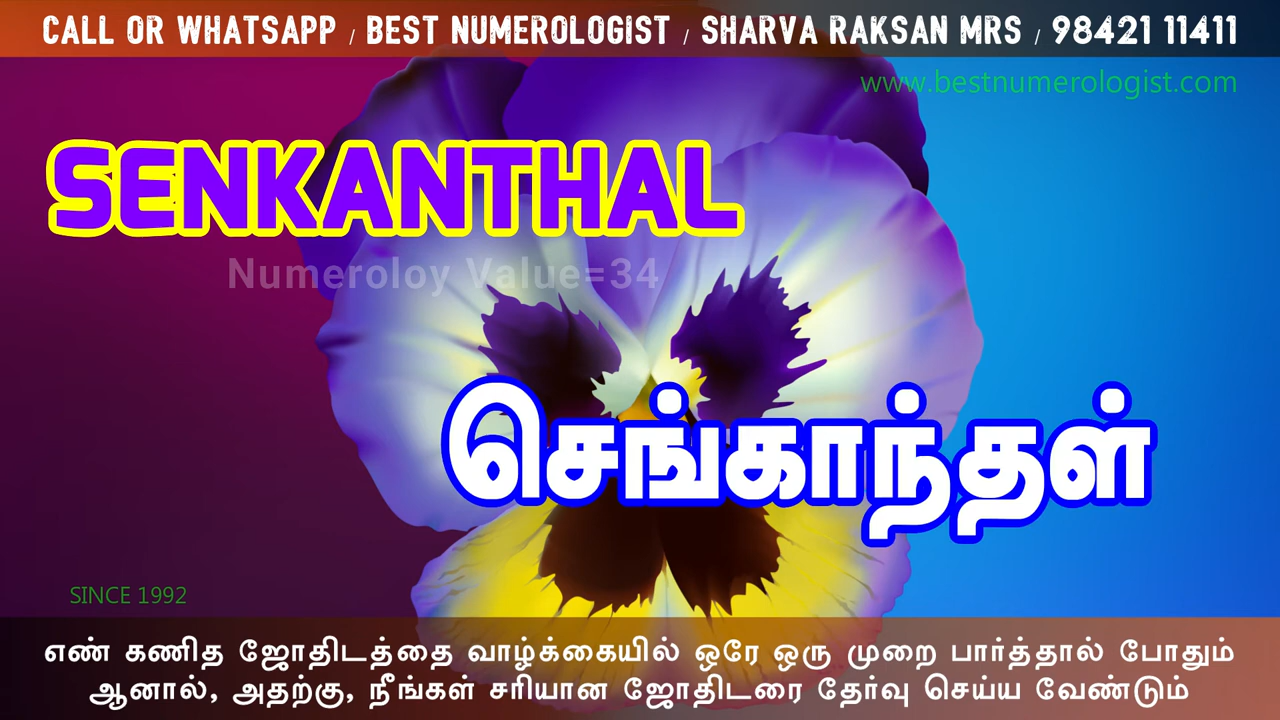 CALL OR WHATSAPP / BEST NUMEROLOGIST / SHARVA RAKSAN MRS / 98421 11411
www.bestnumerologist.com
SENKANTHAL
Numeroloy Value=34
செங்காந்தள்
SINCE 1992
எண் கணித ஜோதிடத்தை வாழ்க்கையில் ஒரே ஒரு முறை பார்த்தால் போதும்
ஆனால், அதற்கு, நீங்கள் சரியான ஜோதிடரை தேர்வு செய்ய வேண்டும்